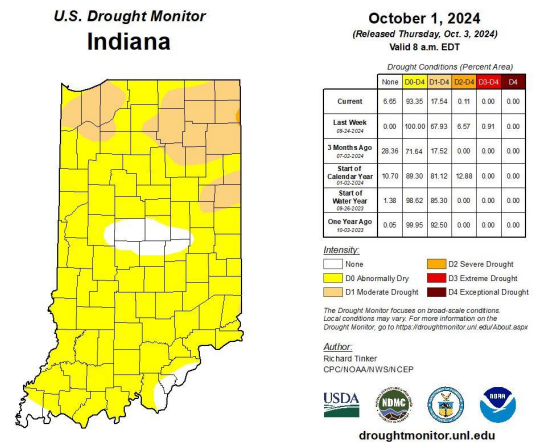 U.S. Drought Monitor
Indiana
October 1, 2024
(Released Thursday, Oct. 3, 2024)
Valid 8 a.m. EDT
Drought Conditions (Percent Area)
None D0-D4 D1-D4 D2-D4 D3-D4 D4
Current 6.65 93.35 17.54 0.11 0.00 0.00
Last Week
09-24-2024
0.00 100.00 67.93 6.57 0.91 0.00
3 Months Ago
07-02-2024
28.36 71.64 17.52 0.00 0.00 0.00
Start of
Calendar Year
01-02-2024
10.70 89.30 81.12 12.88 0.00 0.00
Start of
Water Year
09-26-2023
1.38 98.62 85.30 0.00 0.00 0.00
One Year Ago
10-03-2023
0.05 99.95 92.50 0.00 0.00 0.00
Intensity:
None
D0 Abnormally Dry
D1 Moderate Drought
D2 Severe Drought
D3 Extreme Drought
D4 Exceptional Drought
The Drought Monitor focuses on broad-scale conditions.
Local conditions may vary. For more information on the
Drought Monitor, go to https://droughtmonitor.unl.edu/About.aspx
Author:
Richard Tinker
CPC/NOAA/NWS/NCEP
USDA
NDMC
NOAA
droughtmonitor.unl.edu